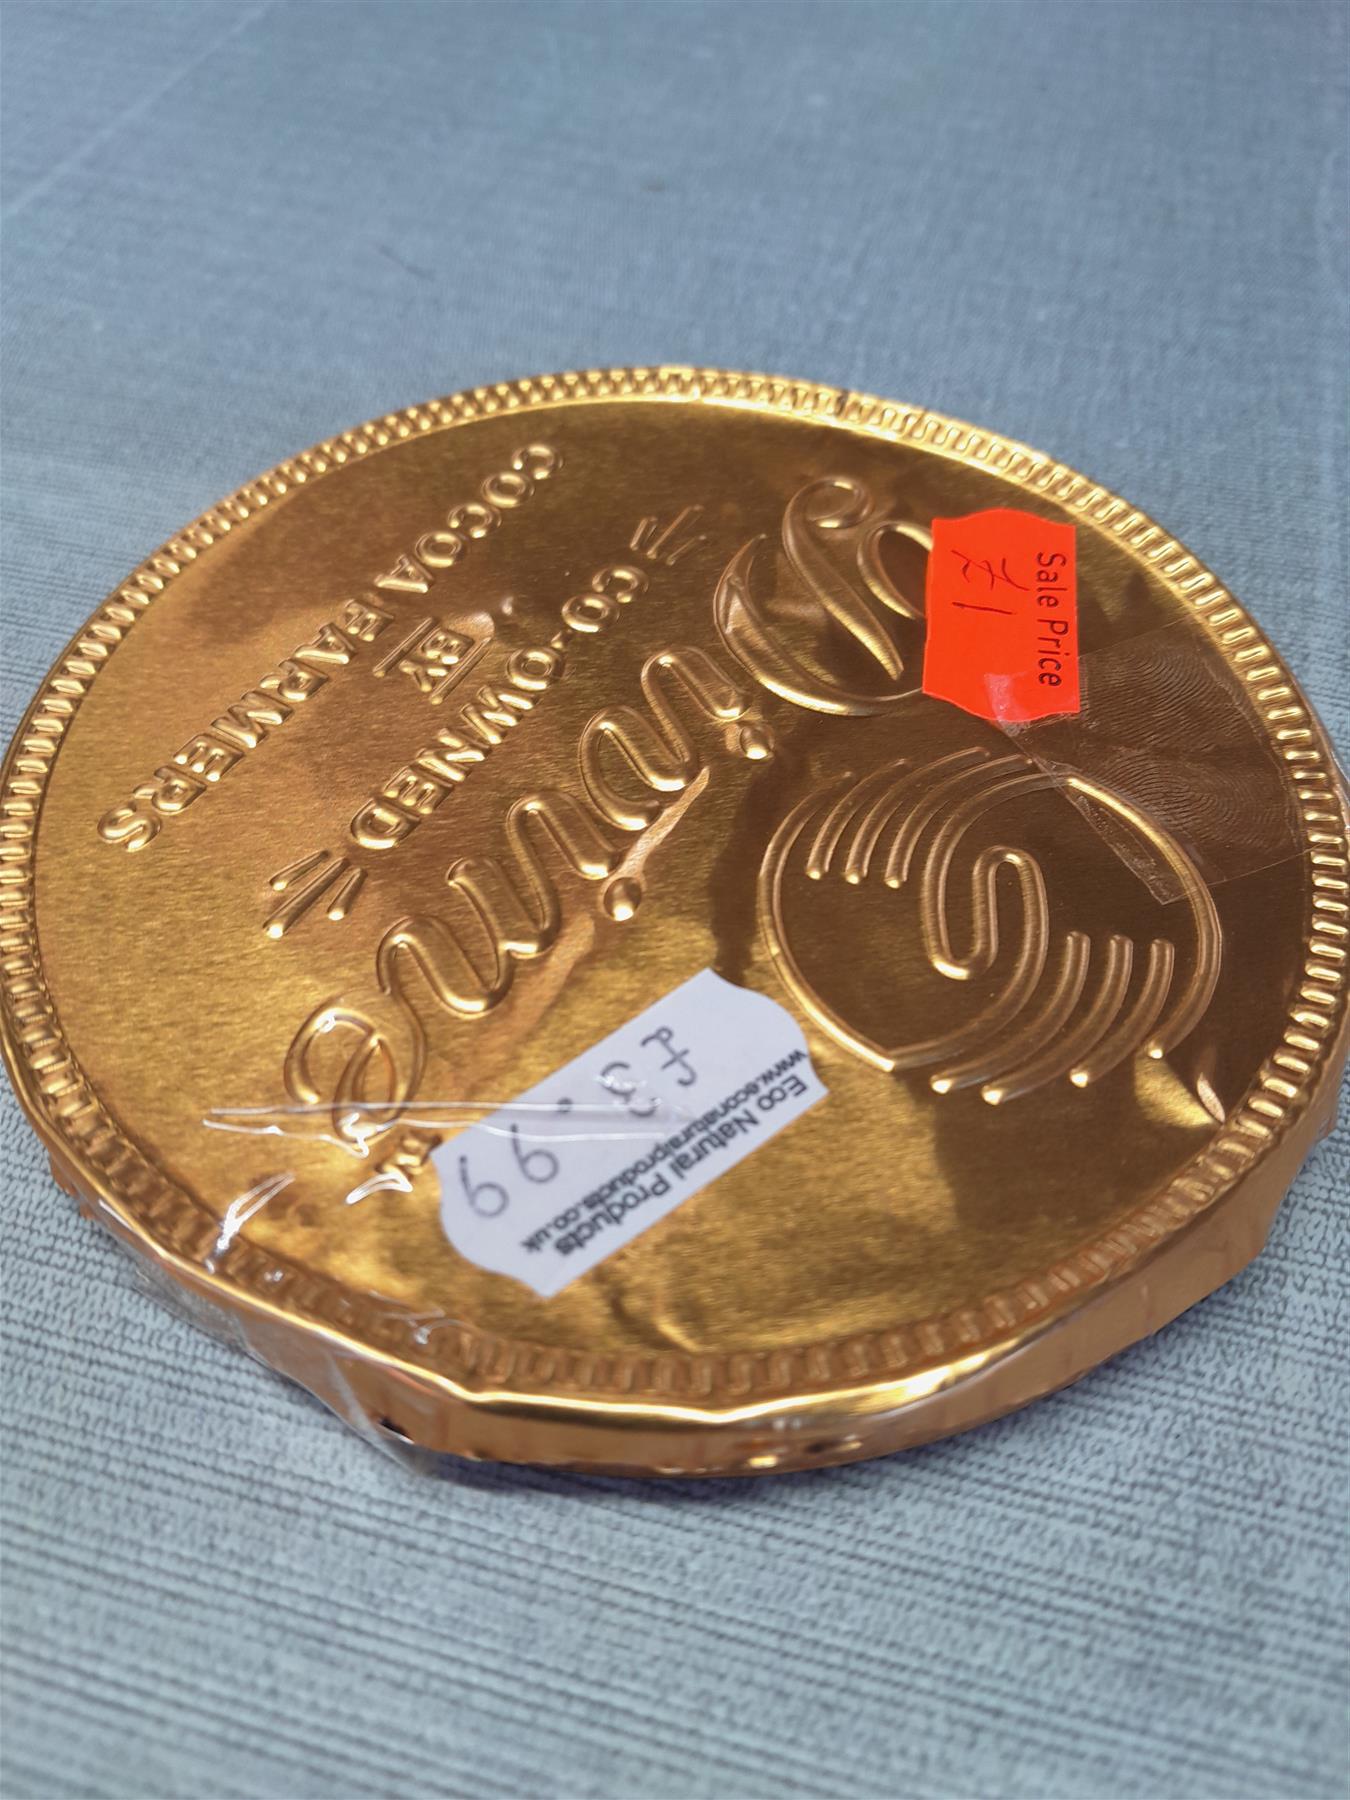 Divine
CO-OWNED
BY
COCOA FARMERS
Sale Price
£1
Eco Natural Products
www.econaturalproducts.co.uk
£3.99